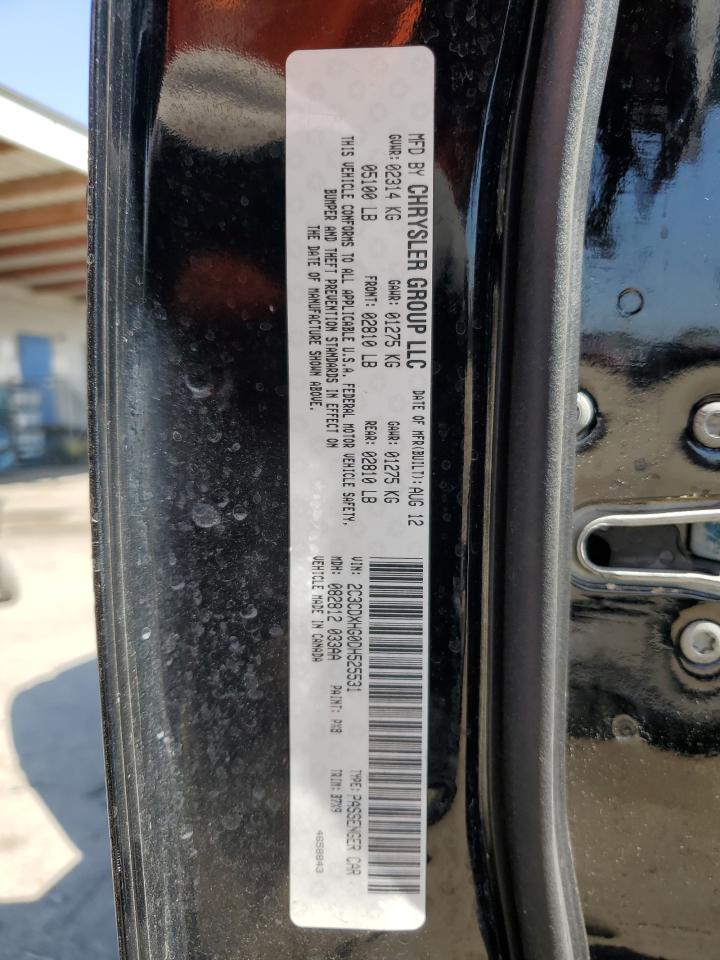 MFD BY CHRYSLER GROUP LLC DATE OF MFR(BUILT): AUG 12
GVWR: 02314 KG GAWR: 01275 KG GAWR: 01275 KG
05100 LB FRONT: 02810 LB REAR: 02810 LB
THIS VEHICLE CONFORMS TO ALL APPLICABLE U.S.A. FEDERAL MOTOR VEHICLE SAFETY,
BUMPER AND THEFT PREVENTION STANDARDS IN EFFECT ON
THE DATE OF MANUFACTURE SHOWN ABOVE.
VIN: 2C3CDXHG0DH525531 TYPE: PASSENGER CAR
MDH: 082812 033AA PAINT: PX8 TRIM: B7X9
VEHICLE MADE IN CANADA 4658843